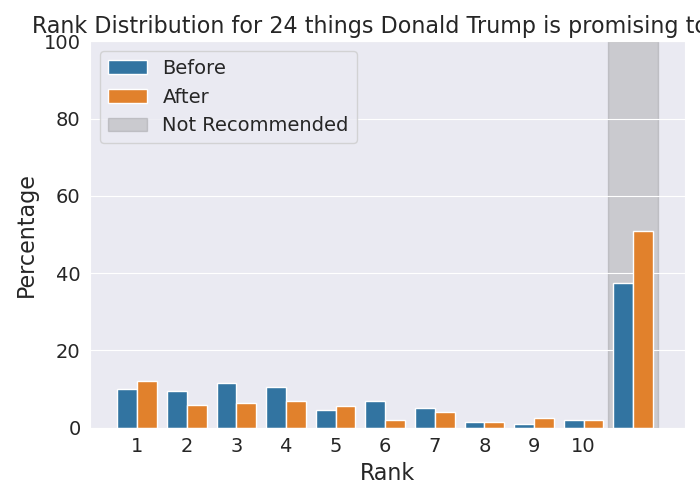 Rank Distribution for 24 things Donald Trump is promising to
100
80
60
40
20
0
Percentage
Before
After
Not Recommended
1 2 3 4 5 6 7 8 9 10
Rank